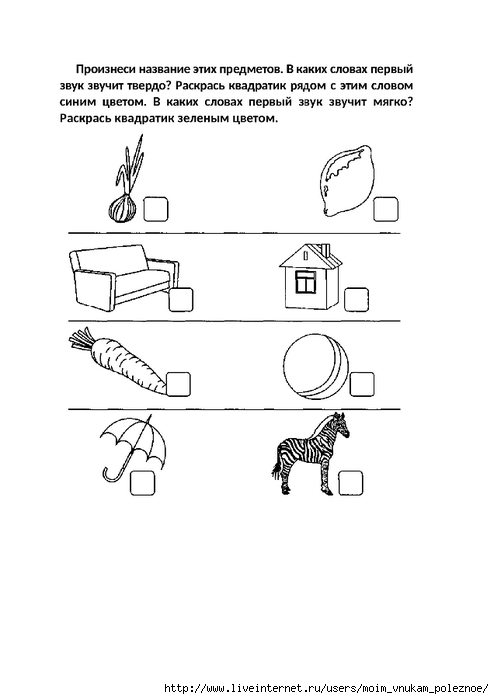 Произнеси название этих предметов. В каких словах первый
звук звучит твердо? Раскрась квадратик рядом с этим словом
синим цветом. В каких словах первый звук звучит мягко?
Раскрась квадратик зеленым цветом.
http://www.liveinternet.ru/users/moim_vnukam_poleznoe/